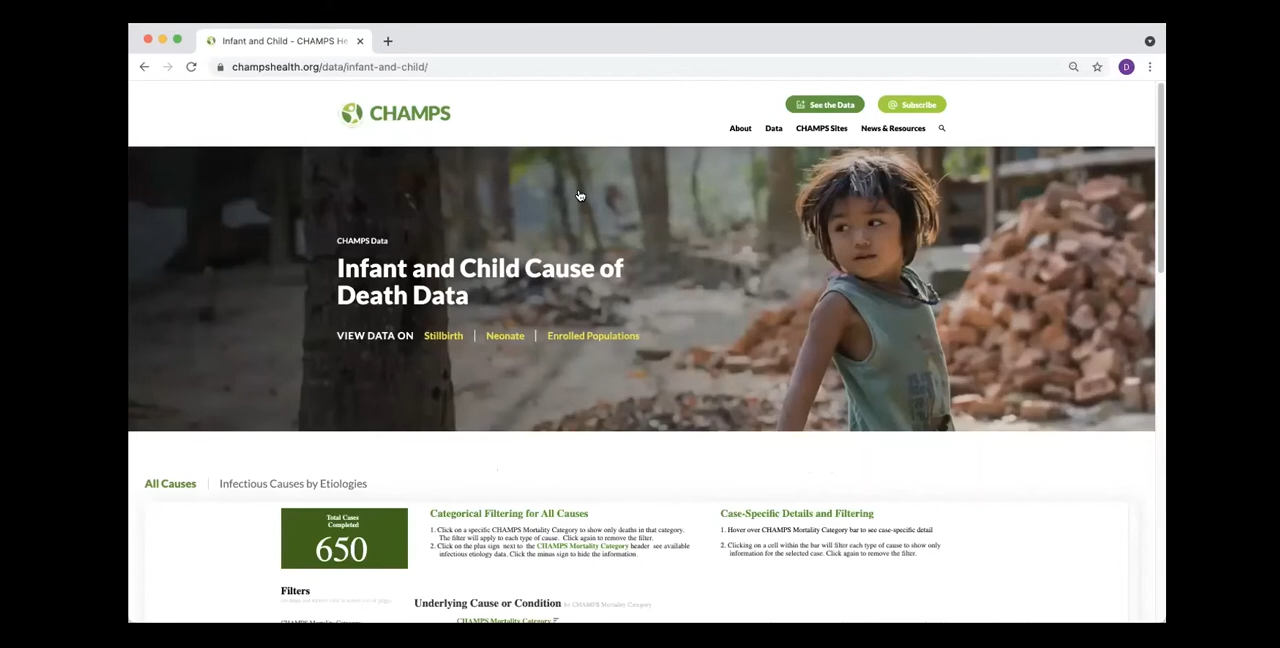 Infant and Child - CHAMPS He
champshealth.org/data/infant-and-child/
D
CHAMPS
See the Data
Subscribe
About
Data
CHAMPS Sites
News & Resources
CHAMPS Data
Infant and Child Cause of
Death Data
VIEW DATA ON Stillbirth | Neonate | Enrolled Populations
All Causes | Infectious Causes by Etiologies
Total Cases
Completed
650
Categorical Filtering for All Causes
1. Click on a specific CHAMPS Mortality Category to show only deaths in that category.
The filter will apply to each type of cause. Click again to remove the filter.
2. Click on the plus sign next to the CHAMPS Mortality Category header see available
infectious etiology data. Click the minus sign to hide the information.
Case-Specific Details and Filtering
1. Hover over CHAMPS Mortality Category bar to see case-specific detail
2. Clicking on a cell within the bar will filter each type of cause to show only
information for the selected case. Click again to remove the filter.
Filters
Underlying Cause or Condition by CHAMPS Mortality Category
CHAMPS Mortality Category
CHAMPS Mortality Category